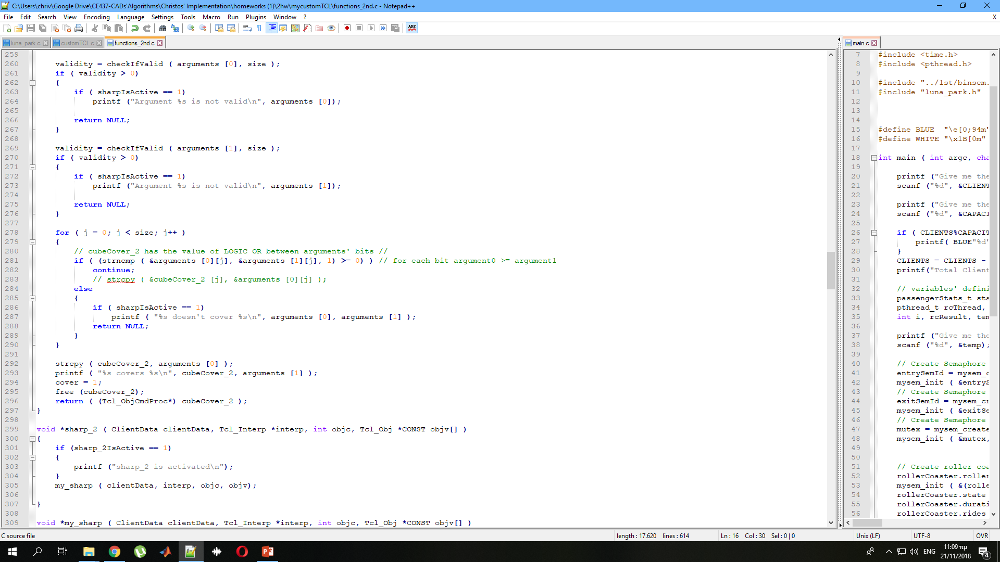 C:\Users\chriv\Google Drive\CE437-CADs'Algorithms\Christos' Implementation\homeworks (1)\2hw\mycustomTCL\functions_2nd.c - Notepad++
File Edit Search View Encoding Language Settings Tools Macro Run Plugins Window ? X
luna_park.c customTCL.c functions_2nd.c
259
260 validity = checkIfValid ( arguments [0], size );
261 if ( validity > 0)
262 {
263 if ( sharpIsActive == 1)
264 printf ("Argument %s is not valid\n", arguments [0]);
265
266 return NULL;
267 }
268
269 validity = checkIfValid ( arguments [1], size );
270 if ( validity > 0)
271 {
272 if ( sharpIsActive == 1)
273 printf ("Argument %s is not valid\n", arguments [1]);
274
275 return NULL;
276 }
277
278 for ( j = 0; j < size; j++ )
279 {
280 // cubeCover_2 has the value of LOGIC OR between arguments' bits //
281 if ( (strncmp ( &arguments [0][j], &arguments [1][j], 1) >= 0) ) // for each bit argument0 >= argument1
282 continue;
283 // strcpy ( &cubeCover_2 [j], &arguments [0][j] );
284 else
285 {
286 if ( sharpIsActive == 1)
287 printf ( "%s doesn't cover %s\n", arguments [0], arguments [1] );
288 return NULL;
289 }
290 }
291
292 strcpy ( cubeCover_2, arguments [0] );
293 printf ( "%s covers %s\n", cubeCover_2, arguments [1] );
294 cover = 1;
295 free (cubeCover_2);
296 return ( (Tcl_ObjCmdProc*) cubeCover_2 );
297 }
298
299 void *sharp_2 ( ClientData clientData, Tcl_Interp *interp, int objc, Tcl_Obj *CONST objv[] )
300 {
301 if (sharp_2IsActive == 1)
302 {
303 printf ("sharp_2 is activated\n");
304 }
305 my_sharp ( clientData, interp, objc, objv);
306
307 }
308
309 void *my_sharp ( ClientData clientData, Tcl_Interp *interp, int objc, Tcl_Obj *CONST objv[] )
main.c
7 #include <time.h>
8 #include <pthread.h>
9
10 #include "../1st/binsem.
11 #include "luna_park.h"
12
13
14
15 #define BLUE "\e[0;94m"
16 #define WHITE "\x1B[0m"
17
18 int main ( int argc, cha
19
20 printf ("Give me the
21 scanf ("%d", &CLIENT
22
23 printf ("Give me the
24 scanf ("%d", &CAPACI
25
26 if ( CLIENTS%CAPACIT
27 printf( BLUE"%d"
28 }
29 CLIENTS = CLIENTS -
30 printf("Total Client
31
32 // variables' defini
33 passengerStats_t sta
34 pthread_t rcThread,
35 int i, rcResult, tem
36
37 printf ("Give me the
38 scanf ("%d", &temp);
39
40 // Create Semaphore
41 entrySemId = mysem_c
42 mysem_init ( &entryS
43 // Create Semaphore
44 exitSemId = mysem_cr
45 mysem_init ( &exitSe
46 // Create Semaphore
47 mutex = mysem_create
48 mysem_init ( &mutex,
49
50
51 // Create roller coa
52 rollerCoaster.roller
53 mysem_init ( &(rolle
54 rollerCoaster.state
55 rollerCoaster.durati
56 rollerCoaster.rides
C source file length : 17.620 lines : 614 Ln : 16 Col : 30 Sel : 0 | 0 Unix (LF) UTF-8 OVR
ENG 11:09 πμ 21/11/2018 4